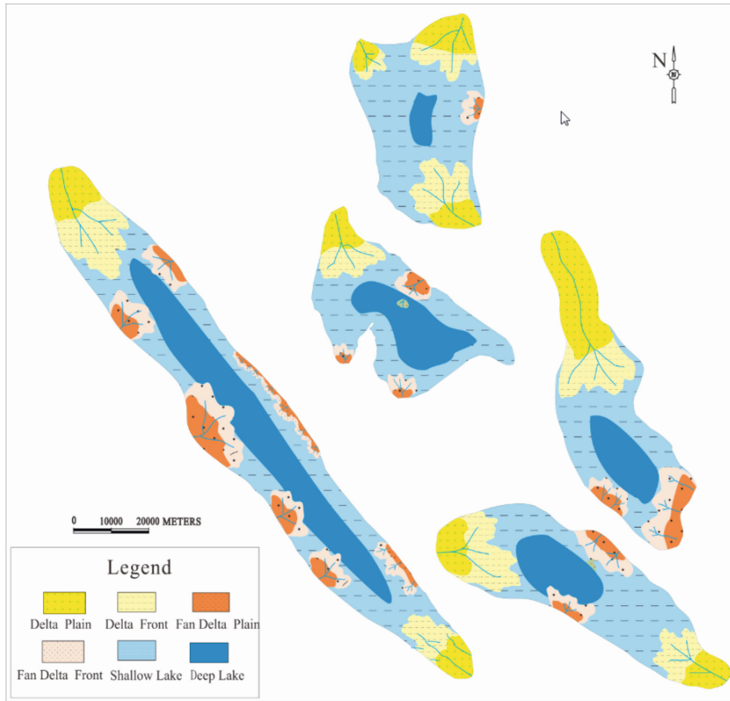 N
0 10000 20000 METERS
Legend
Delta Plain Delta Front Fan Delta Plain
Fan Delta Front Shallow Lake Deep Lake